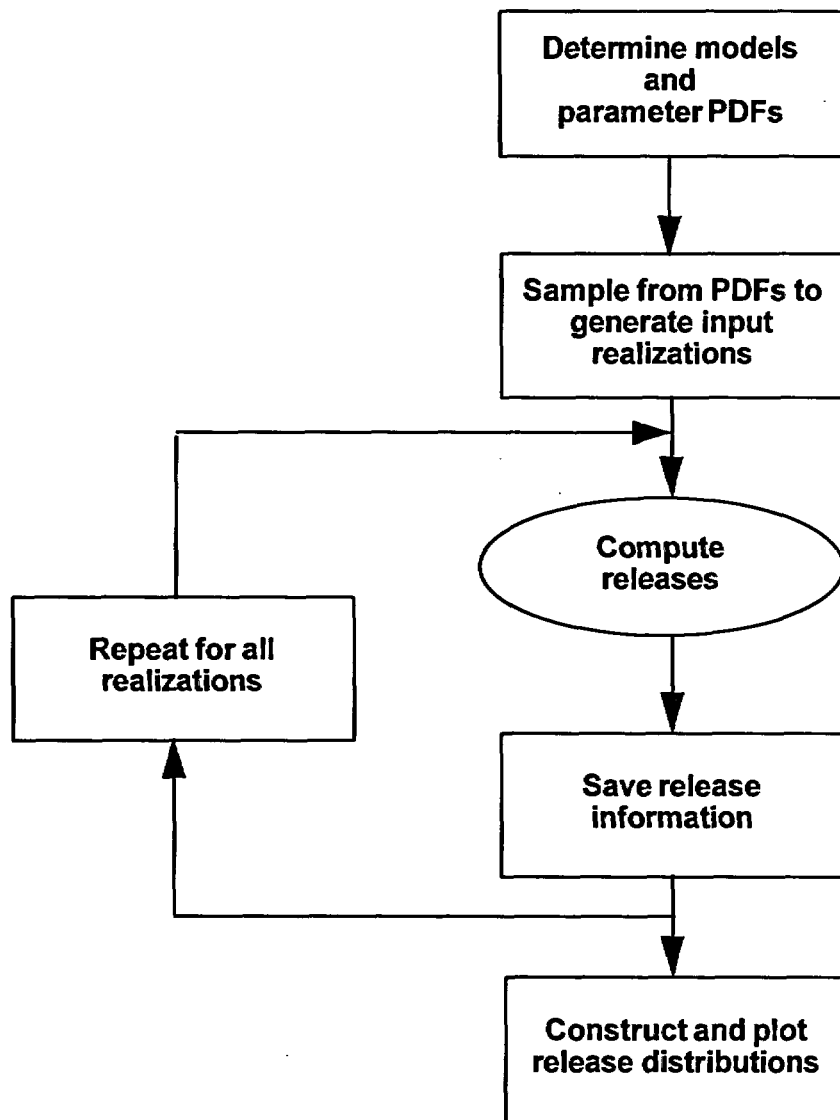 Determine models
and
parameter PDFs
Sample from PDFs to
generate input
realizations
Compute
releases
Repeat for all
realizations
Save release
information
Construct and plot
release distributions